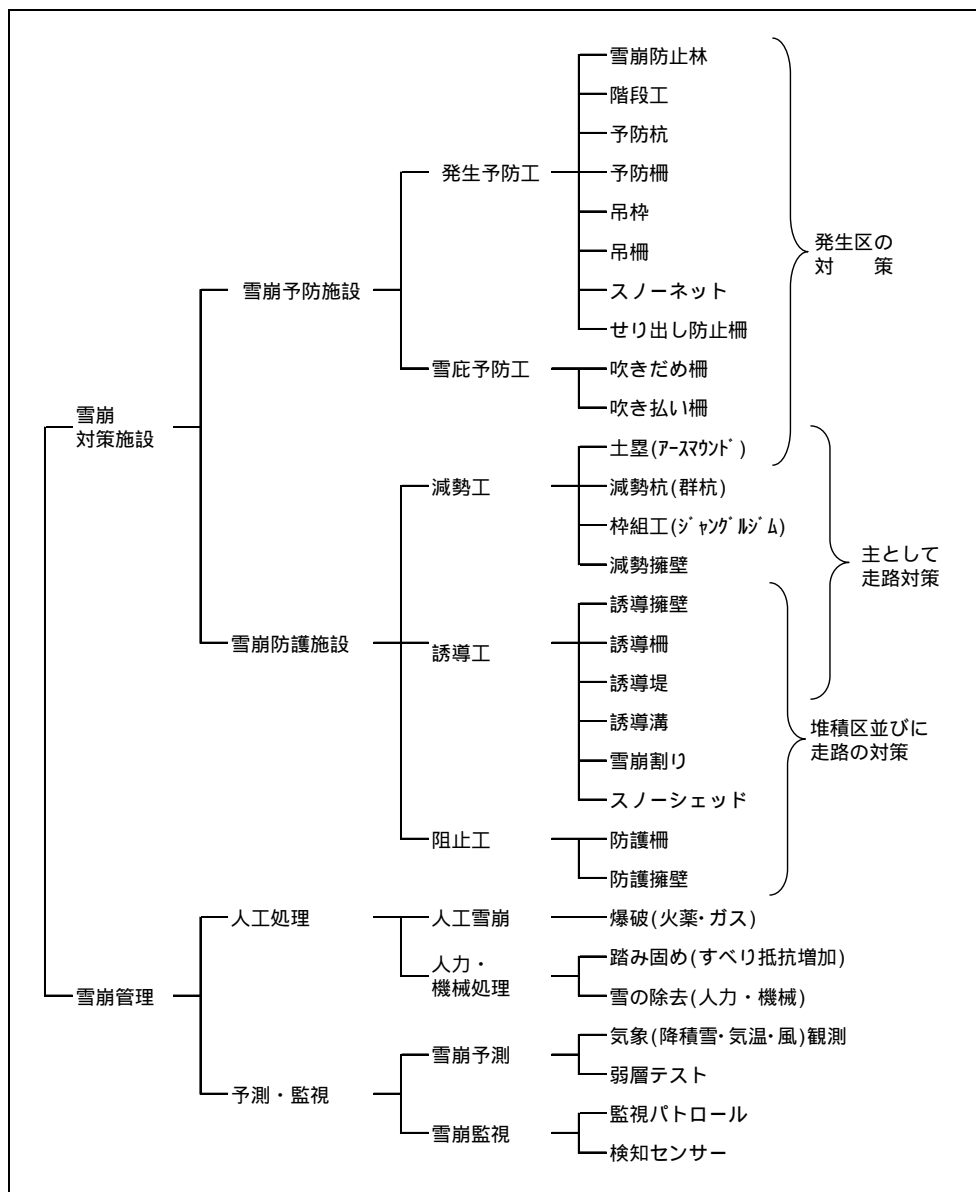 雪崩防止林
階段工
予防杭
発生予防工
予防柵
吊枠
吊柵
発生区の
対　　策
雪崩予防施設
スノーネット
せり出し防止柵
雪庇予防工
吹きだめ柵
吹き払い柵
雪崩
対策施設
土塁(ｱｰｽﾏｳﾝﾄﾞ)
減勢工
減勢杭(群杭)
枠組工(ｼﾞｬﾝｸﾞﾙｼﾞﾑ)
減勢擁壁
主として
走路対策
誘導擁壁
雪崩防護施設
誘導工
誘導柵
誘導堤
誘導溝
堆積区並びに
走路の対策
雪崩割り
スノーシェッド
阻止工
防護柵
防護擁壁
人工処理
人工雪崩
爆破(火薬･ガス)
人力・
機械処理
踏み固め(すべり抵抗増加)
雪崩管理
雪の除去(人力・機械)
気象(降積雪･気温･風)観測
雪崩予測
弱層テスト
予測・監視
監視パトロール
雪崩監視
検知センサー